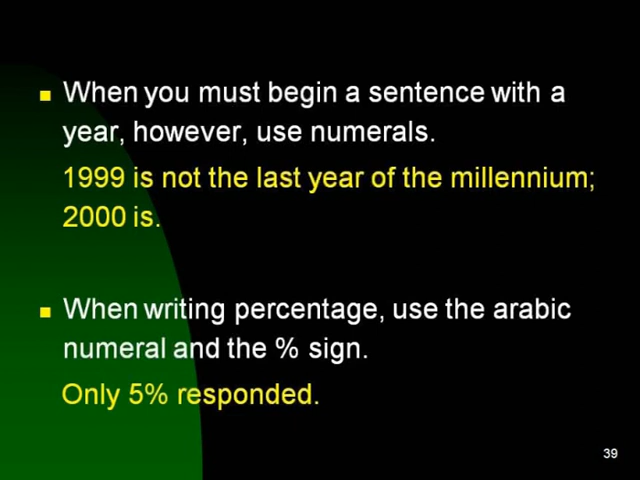 When you must begin a sentence with a
year, however, use numerals.
1999 is not the last year of the millennium;
2000 is.
When writing percentage, use the arabic
numeral and the % sign.
Only 5% responded.
39